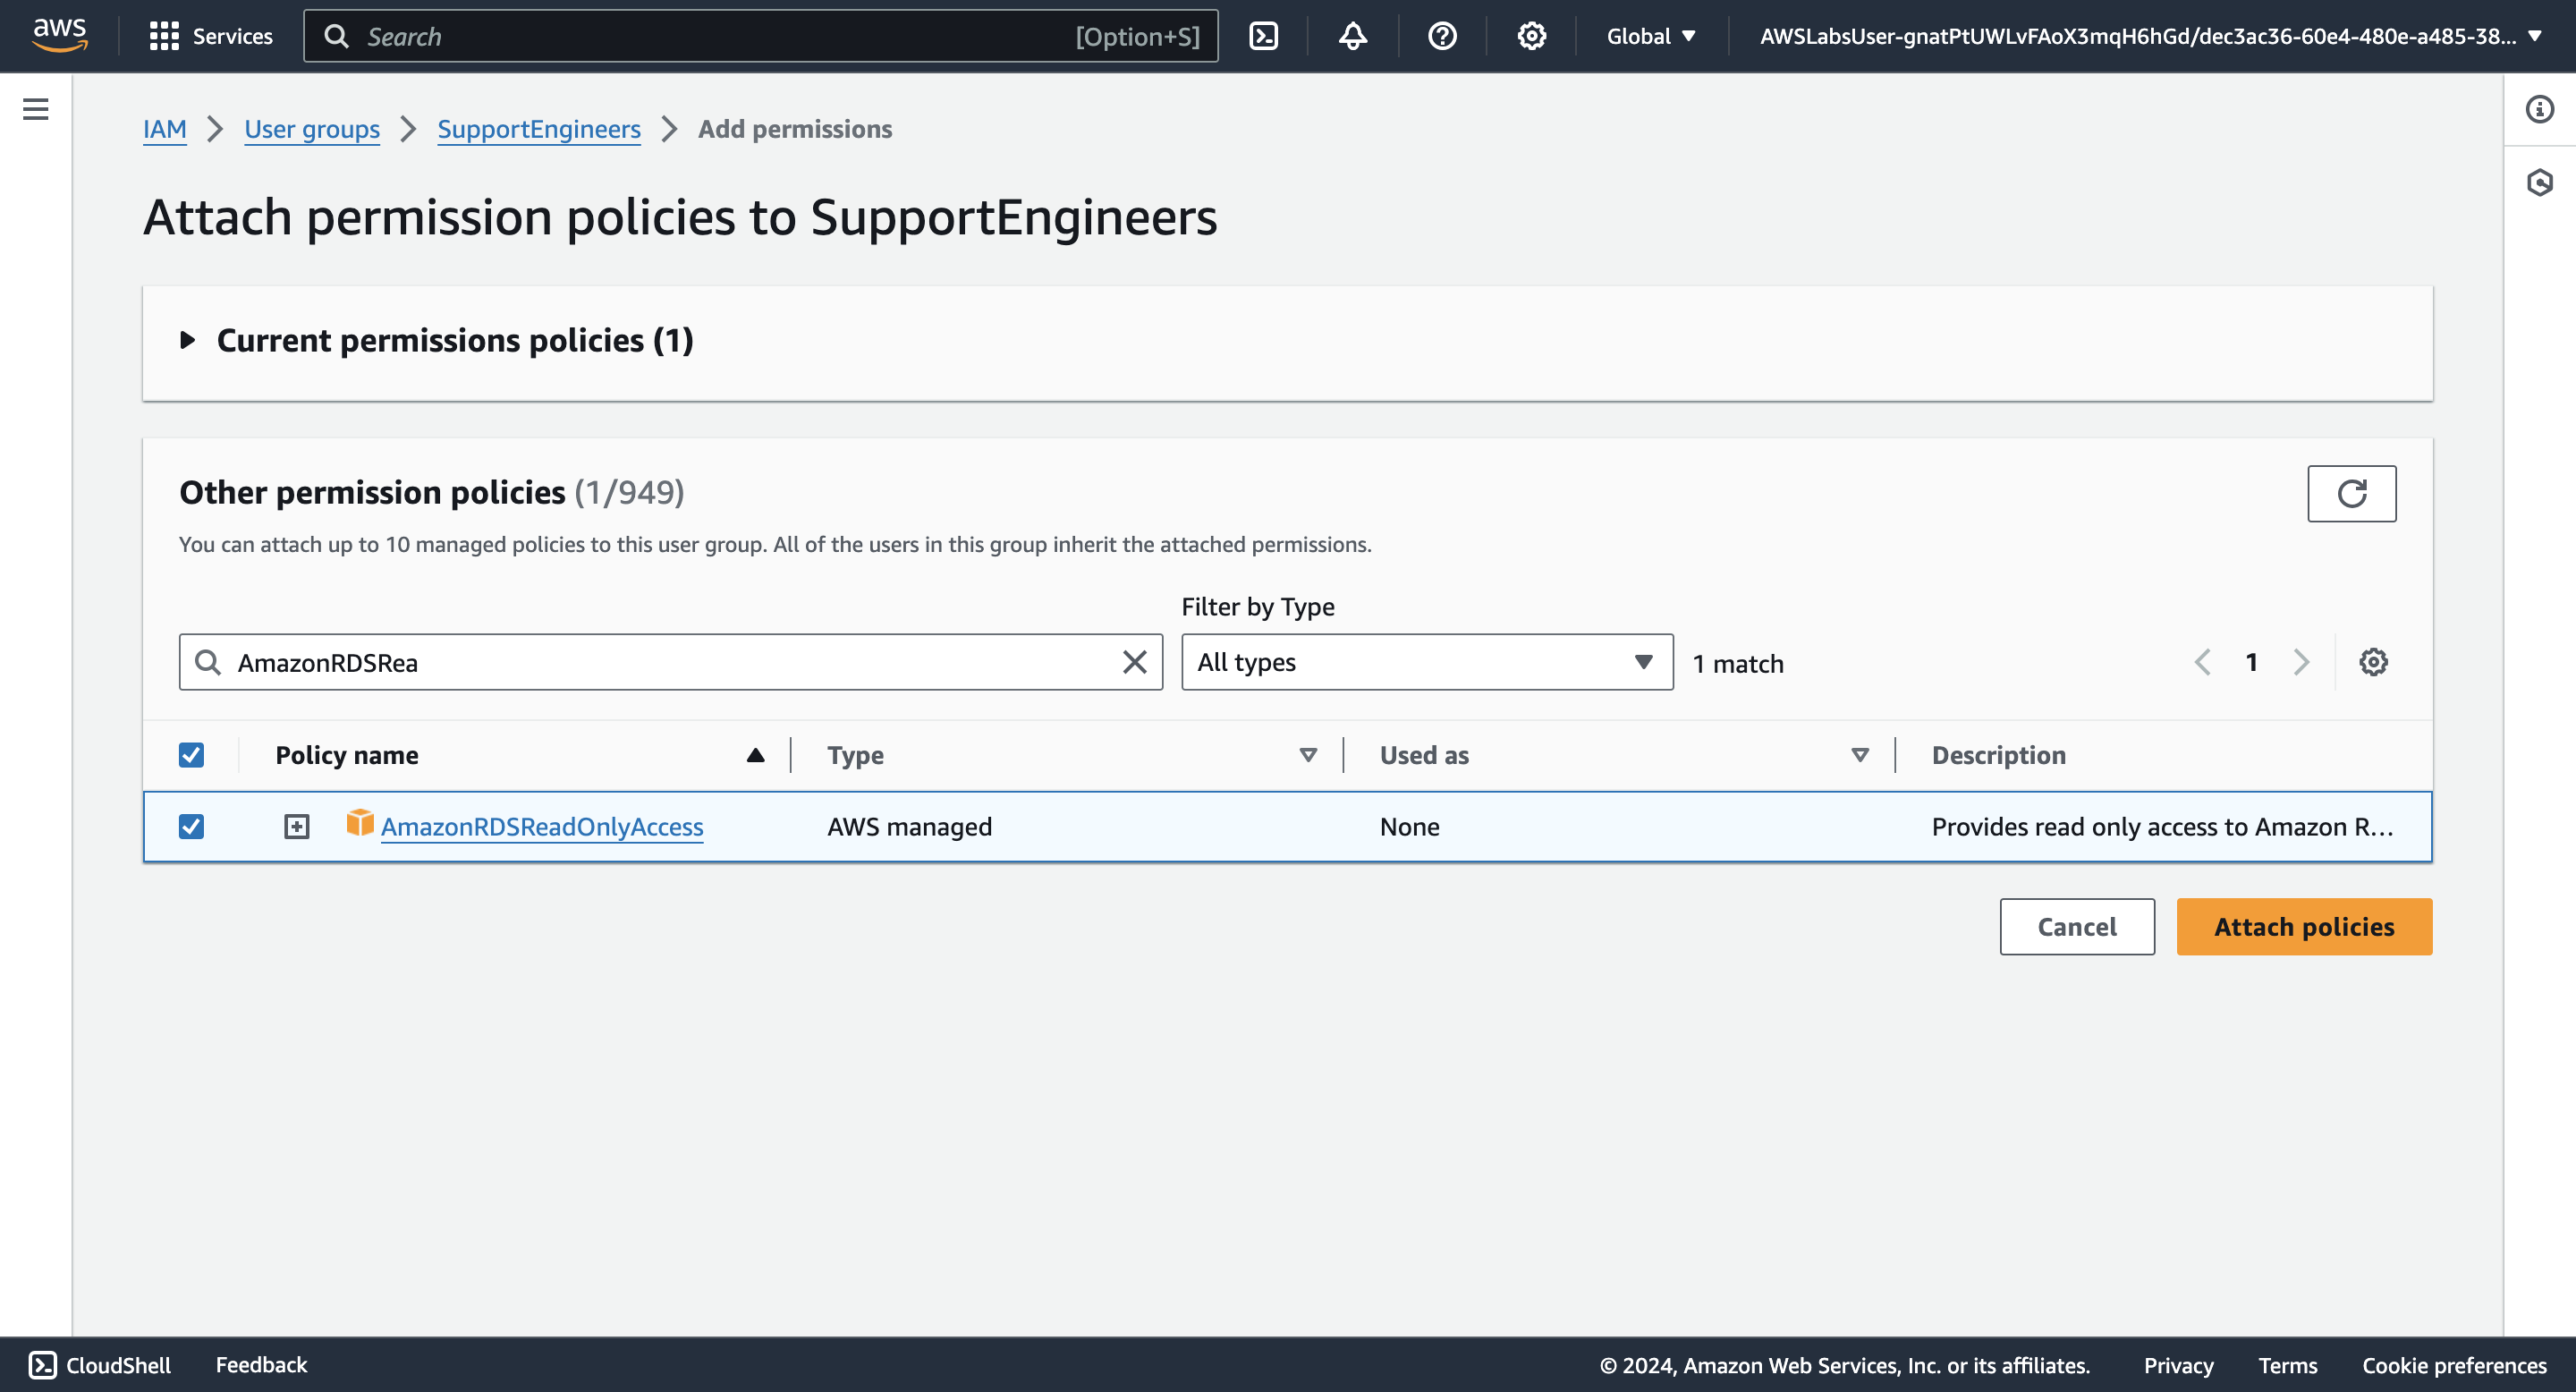 aws
Services
Search
[Option+S]
Global
AWSLabsUser-gnatPtUWLvFAoX3mqH6hGd/dec3ac36-60e4-480e-a485-38...
IAM
User groups
SupportEngineers
Add permissions
Attach permission policies to SupportEngineers
Current permissions policies (1)
Other permission policies (1/949)
You can attach up to 10 managed policies to this user group. All of the users in this group inherit the attached permissions.
Filter by Type
AmazonRDSRea
All types
1 match
1
Policy name
Type
Used as
Description
AmazonRDSReadOnlyAccess
AWS managed
None
Provides read only access to Amazon R...
Cancel
Attach policies
CloudShell
Feedback
© 2024, Amazon Web Services, Inc. or its affiliates.
Privacy
Terms
Cookie preferences